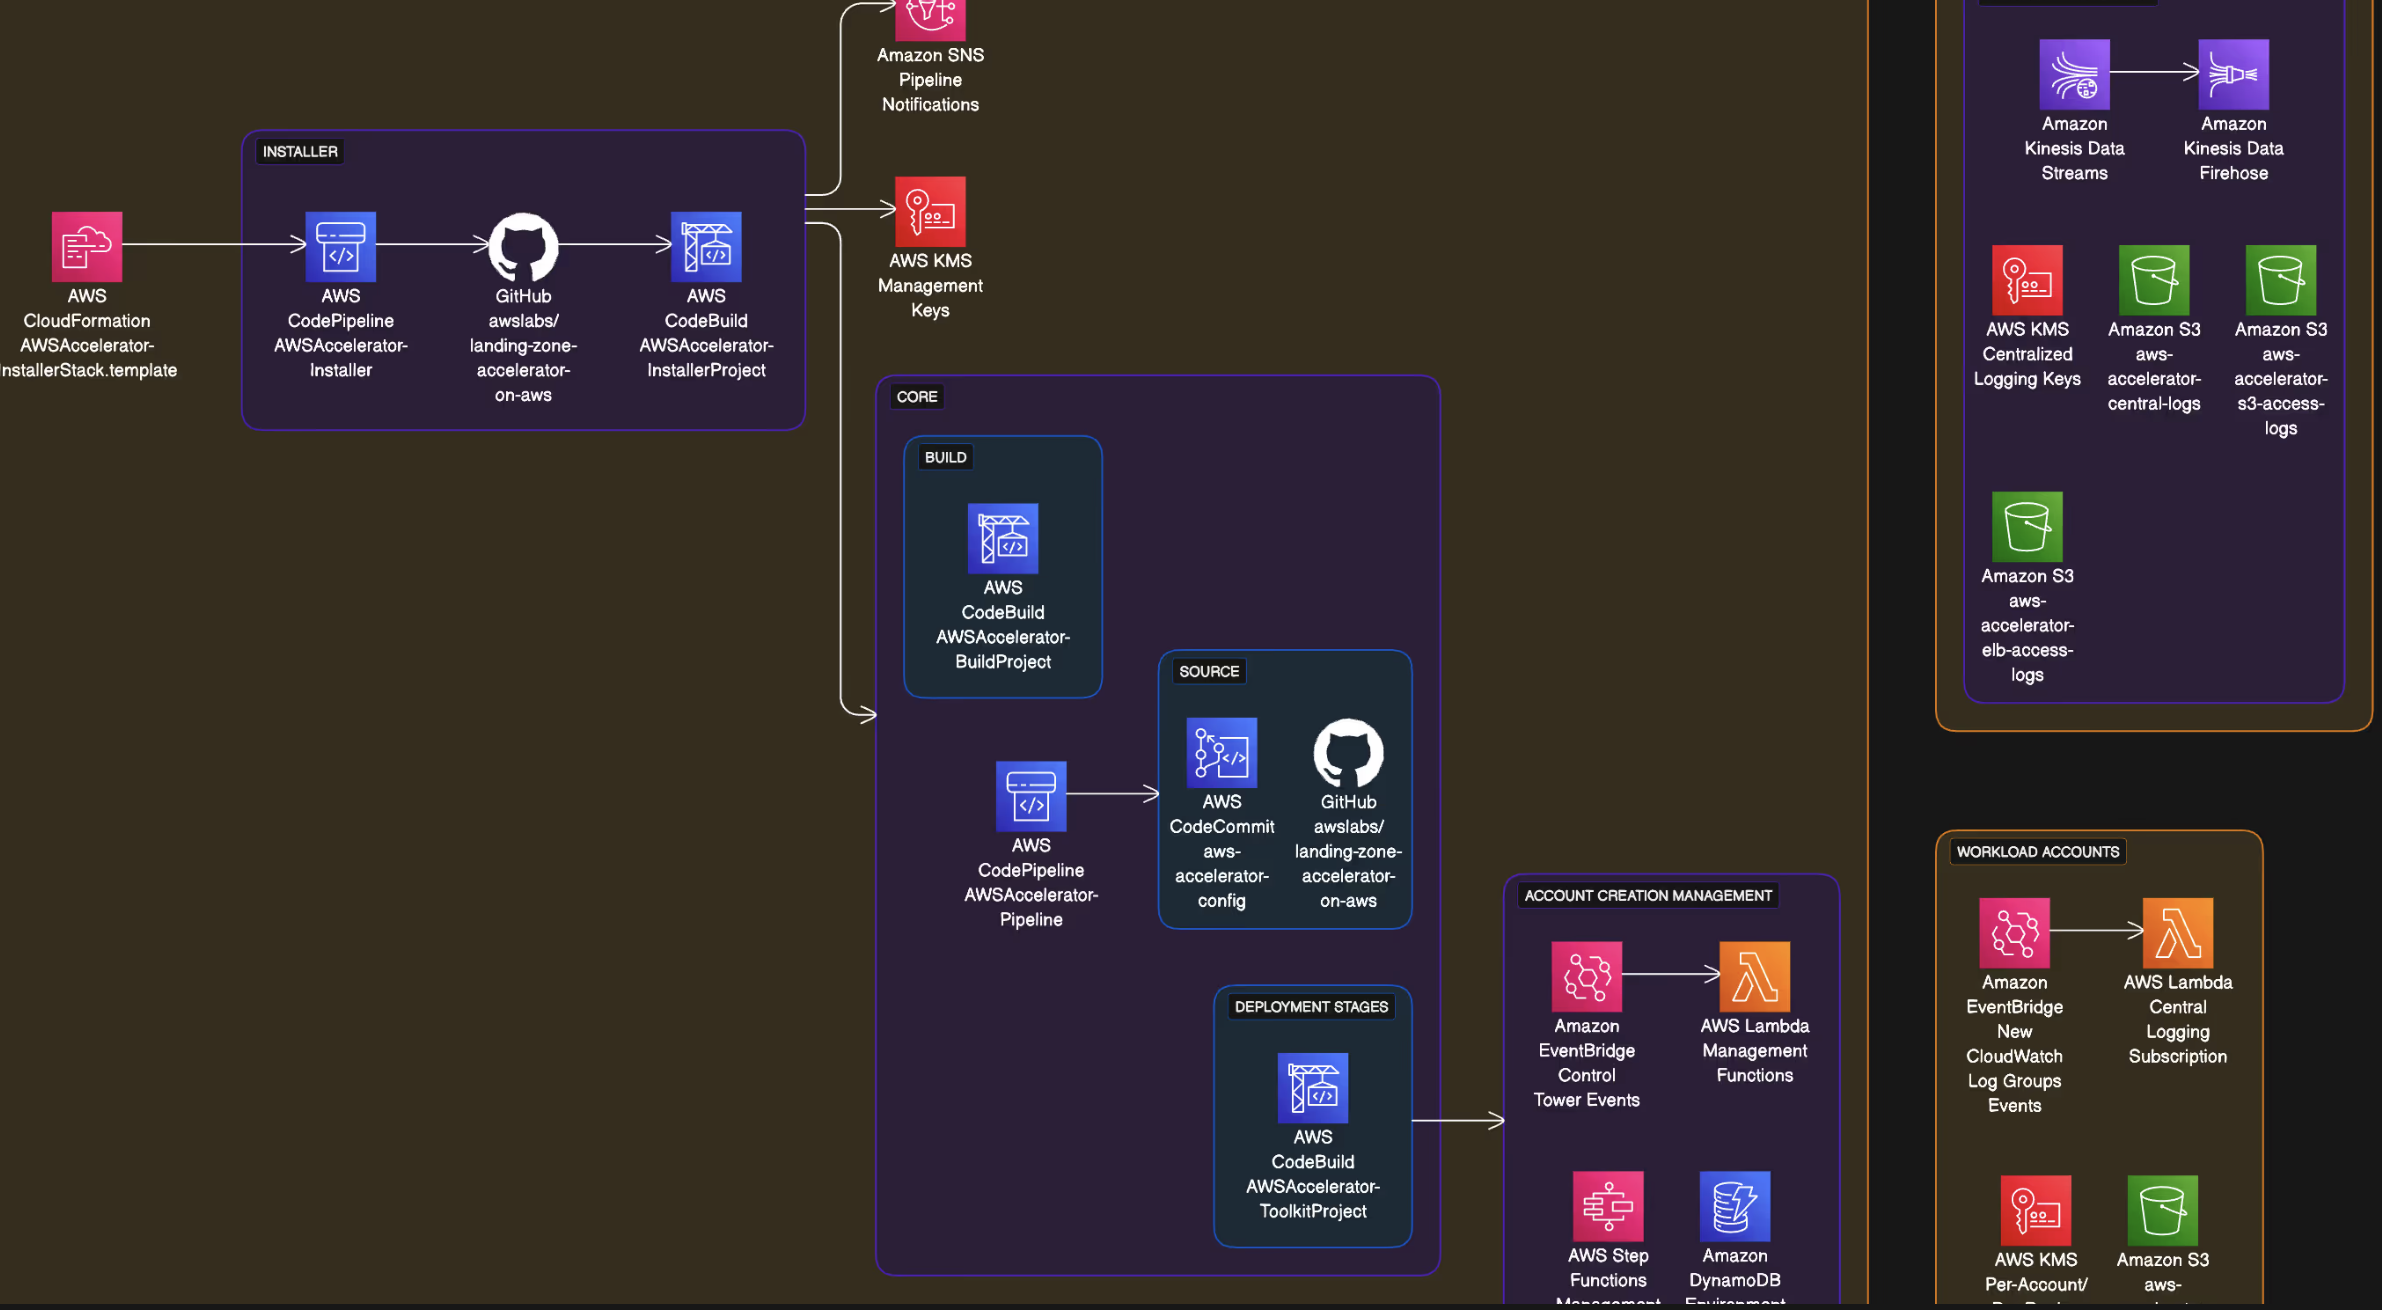 Amazon SNS
Pipeline
Notifications
INSTALLER
AWS
CloudFormation
AWSAccelerator-
InstallerStack.template
AWS
CodePipeline
AWSAccelerator-
Installer
GitHub
awslabs/
landing-zone-
accelerator-
on-aws
AWS
CodeBuild
AWSAccelerator-
InstallerProject
AWS KMS
Management
Keys
CORE
BUILD
AWS
CodeBuild
AWSAccelerator-
BuildProject
AWS
CodePipeline
AWSAccelerator-
Pipeline
SOURCE
AWS
CodeCommit
aws-
accelerator-
config
GitHub
awslabs/
landing-zone-
accelerator-
on-aws
DEPLOYMENT STAGES
AWS
CodeBuild
AWSAccelerator-
ToolkitProject
ACCOUNT CREATION MANAGEMENT
Amazon
EventBridge
Control
Tower Events
AWS Lambda
Management
Functions
AWS Step
Functions
Management
Amazon
DynamoDB
Environment
Amazon
Kinesis Data
Streams
Amazon
Kinesis Data
Firehose
AWS KMS
Centralized
Logging Keys
Amazon S3
aws-
accelerator-
central-logs
Amazon S3
aws-
accelerator-
s3-access-
logs
Amazon S3
aws-
accelerator-
elb-access-
logs
WORKLOAD ACCOUNTS
Amazon
EventBridge
New
CloudWatch
Log Groups
Events
AWS Lambda
Central
Logging
Subscription
AWS KMS
Per-Account/
Amazon S3
aws-